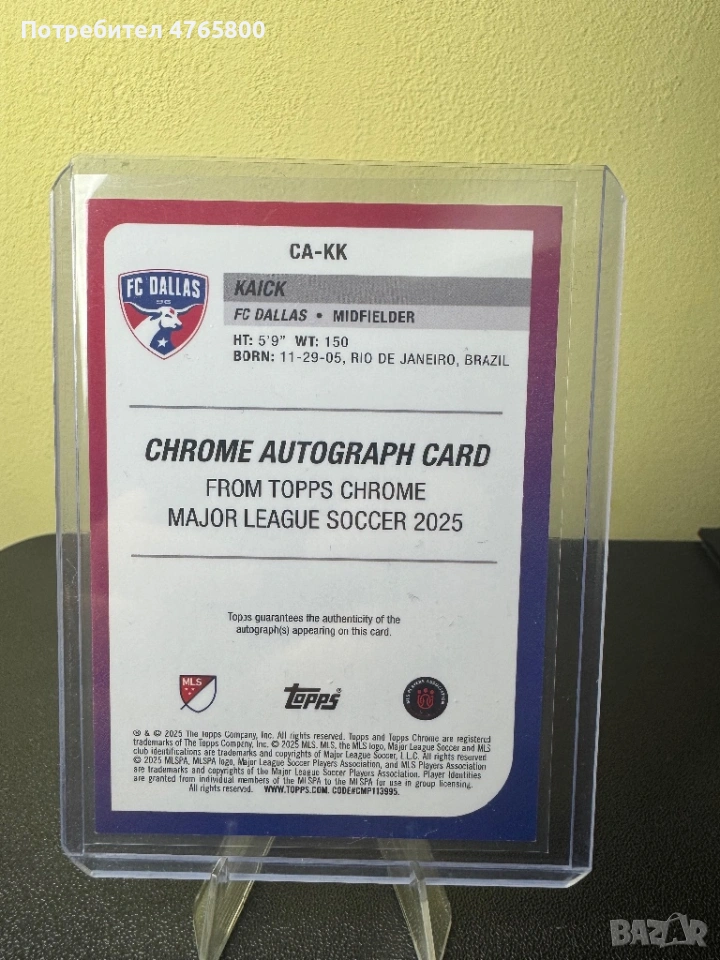 Потребител 4765800
CA-KK
FC DALLAS
KAICK
FC DALLAS • MIDFIELDER
HT: 5'9" WT: 150
BORN: 11-29-05, RIO DE JANEIRO, BRAZIL
CHROME AUTOGRAPH CARD
FROM TOPPS CHROME
MAJOR LEAGUE SOCCER 2025
Topps guarantees the authenticity of the
autograph(s) appearing on this card.
MLS
topps®
MLS PLAYERS ASSOCIATION
® & © 2025 The Topps Company, Inc. All rights reserved. Topps and Topps Chrome are registered
trademarks of The Topps Company, Inc. © 2025 MLS. MLS, the MLS logo, Major League Soccer and MLS
club identifications are trademarks and copyrights of Major League Soccer, L.L.C. All rights reserved
© 2025 MLSPA, MLSPA logo, Major League Soccer Players Association, and MLS Players Association
are trademarks and copyrights of the Major League Soccer Players Association. Player Identities
are granted from individual members of the MLSPA to the MLSPA for use in group licensing.
All rights reserved. WWW.TOPPS.COM. CODE#CMP113995.
BAZAR